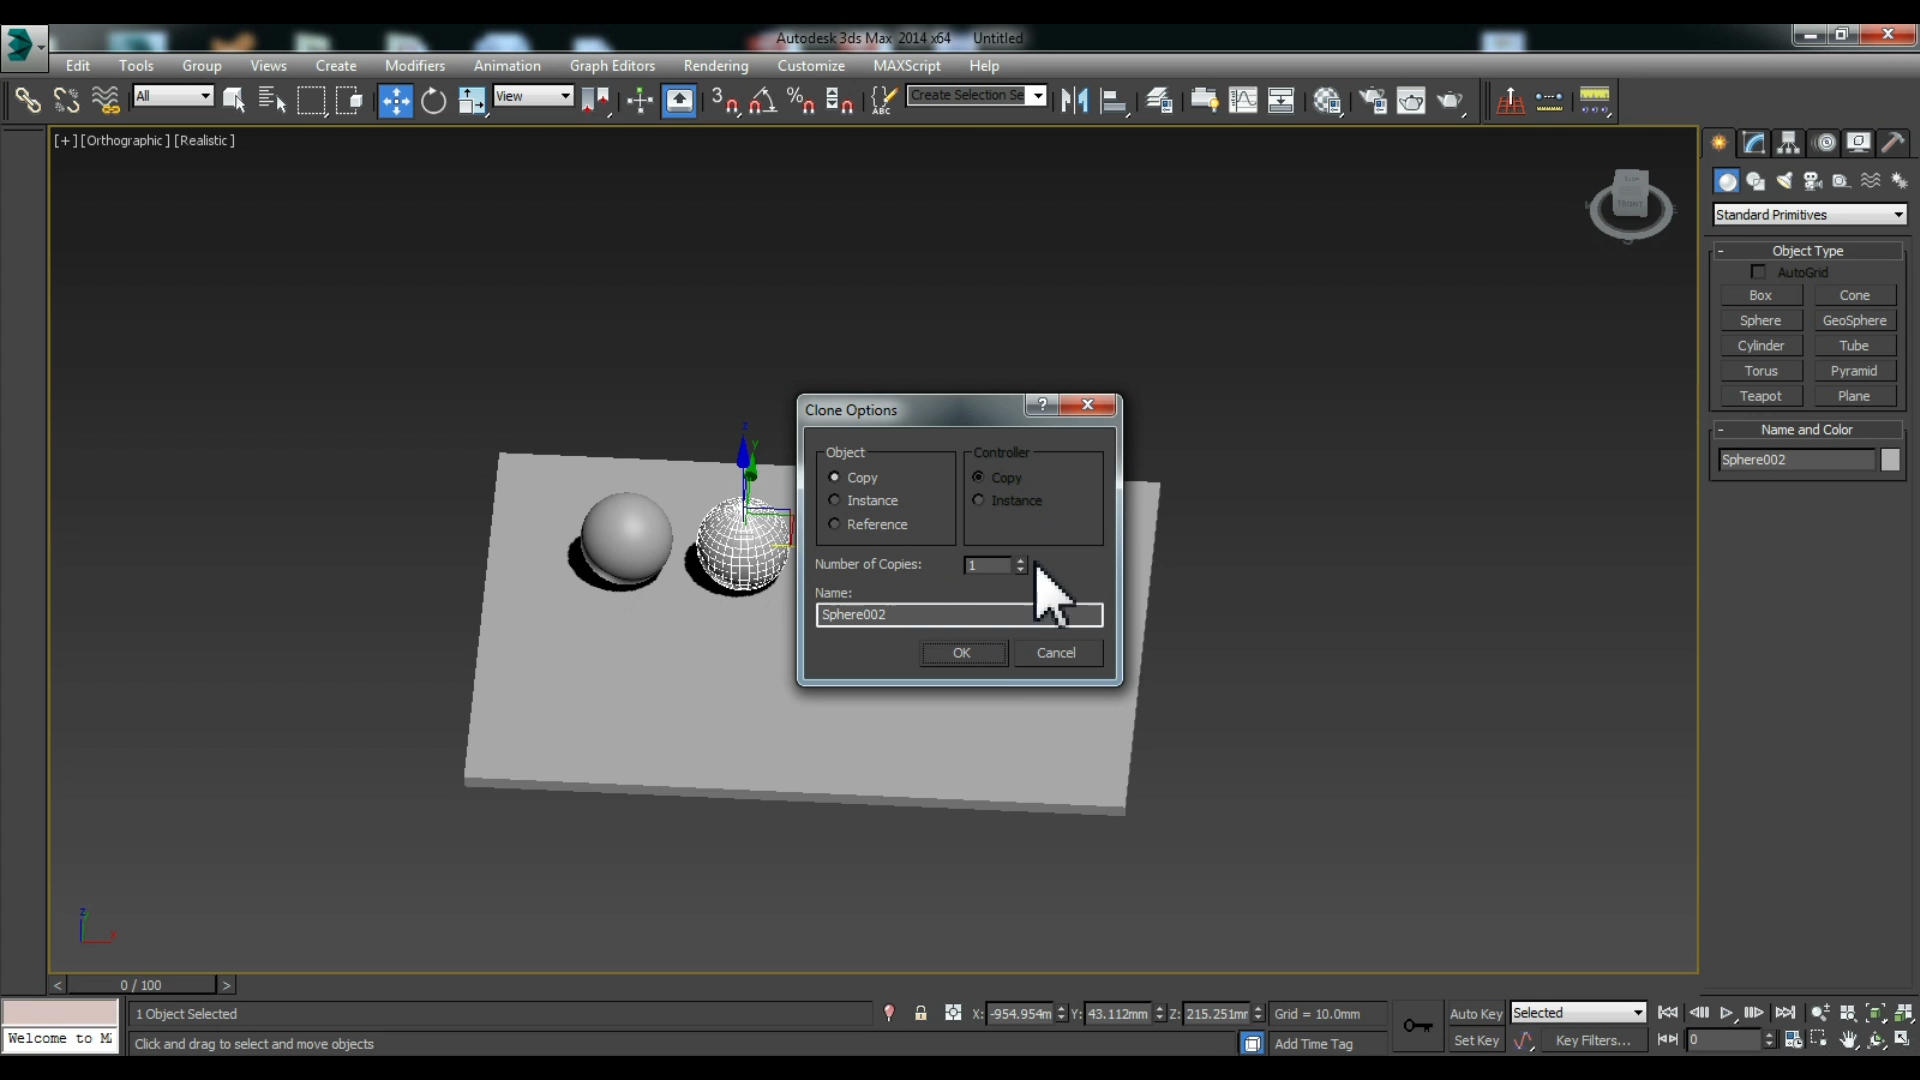 Autodesk 3ds Max 2014 x64 Untitled
Edit Tools Group Views Create Modifiers Animation Graph Editors Rendering Customize MAXScript Help
All
View
3
%
ABC
Create Selection Se
[+] [Orthographic] [Realistic]
FRONT
Standard Primitives
- Object Type
AutoGrid
Box Cone
Sphere GeoSphere
Cylinder Tube
Torus Pyramid
Teapot Plane
- Name and Color
Sphere002
Clone Options
?
Object
Copy
Instance
Reference
Controller
Copy
Instance
Number of Copies: 1
Name:
Sphere002
OK Cancel
z
y
z
x
< 0 / 100 >
1 Object Selected
X: -954.954m Y: 43.112mm Z: 215.251mr Grid = 10.0mm
Auto Key Selected
Welcome to M
Click and drag to select and move objects
Add Time Tag
Set Key Key Filters... 0